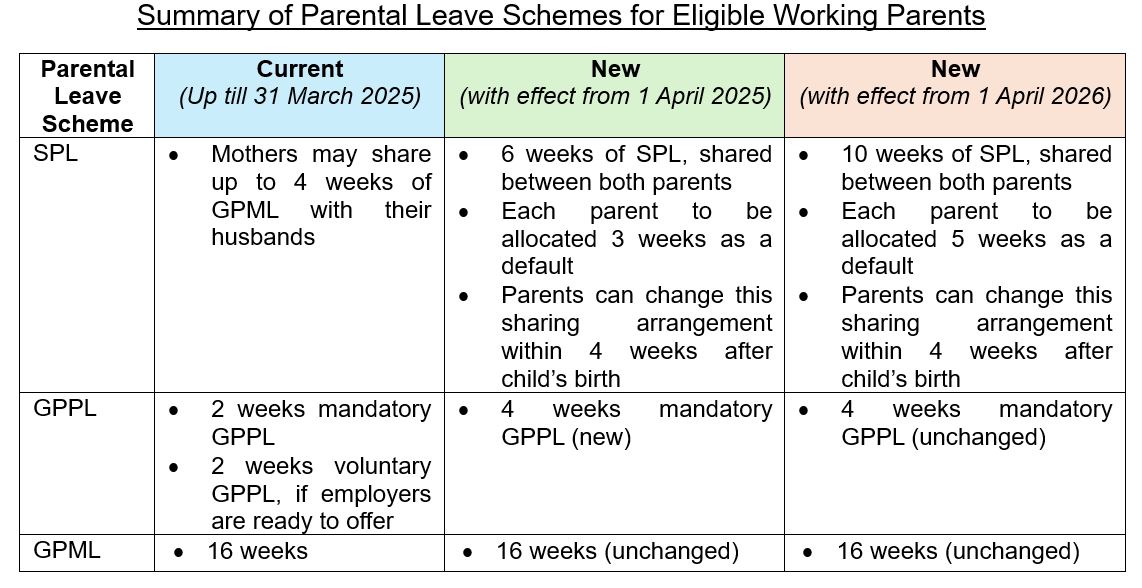 Summary of Parental Leave Schemes for Eligible Working Parents
Parental
Leave
Scheme
Current
(Up till 31 March 2025)
New
(with effect from 1 April 2025)
New
(with effect from 1 April 2026)
SPL
• Mothers may share
up to 4 weeks of
GPML with their
husbands
• 6 weeks of SPL, shared
between both parents
• Each parent to be
allocated 3 weeks as a
default
• Parents can change this
sharing arrangement
within 4 weeks after
child's birth
• 10 weeks of SPL, shared
between both parents
• Each parent to be
allocated 5 weeks as a
default
• Parents can change this
sharing arrangement
within 4 weeks after
child's birth
GPPL
• 2 weeks mandatory
GPPL
• 2 weeks voluntary
GPPL, if employers
are ready to offer
• 4 weeks mandatory
GPPL (new)
• 4 weeks mandatory
GPPL (unchanged)
GPML
• 16 weeks
• 16 weeks (unchanged)
• 16 weeks (unchanged)